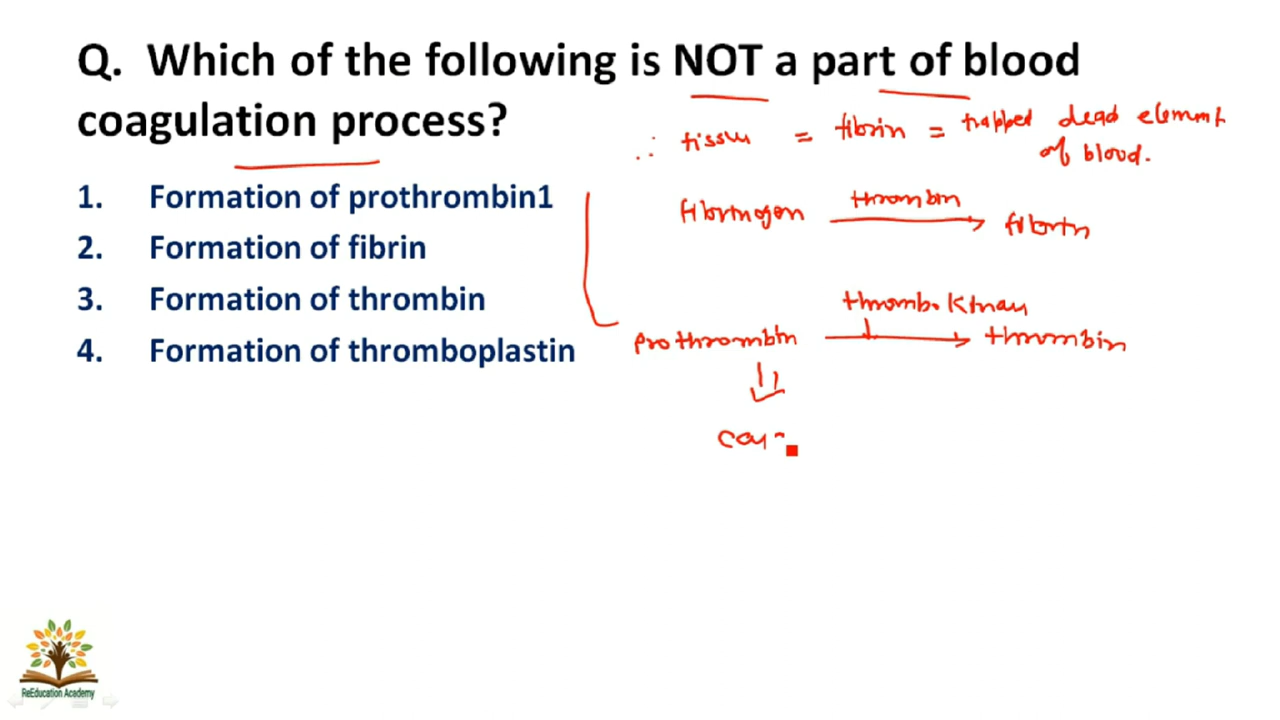 Q. Which of the following is NOT a part of blood
coagulation process?
∴ tissu = fibrin = trapped dead element
of blood.
1. Formation of prothrombin1
2. Formation of fibrin
3. Formation of thrombin
4. Formation of thromboplastin
fibrinogen thrombin → fibrin
thrombokinay
prothrombin → thrombin
ReEducation Academy